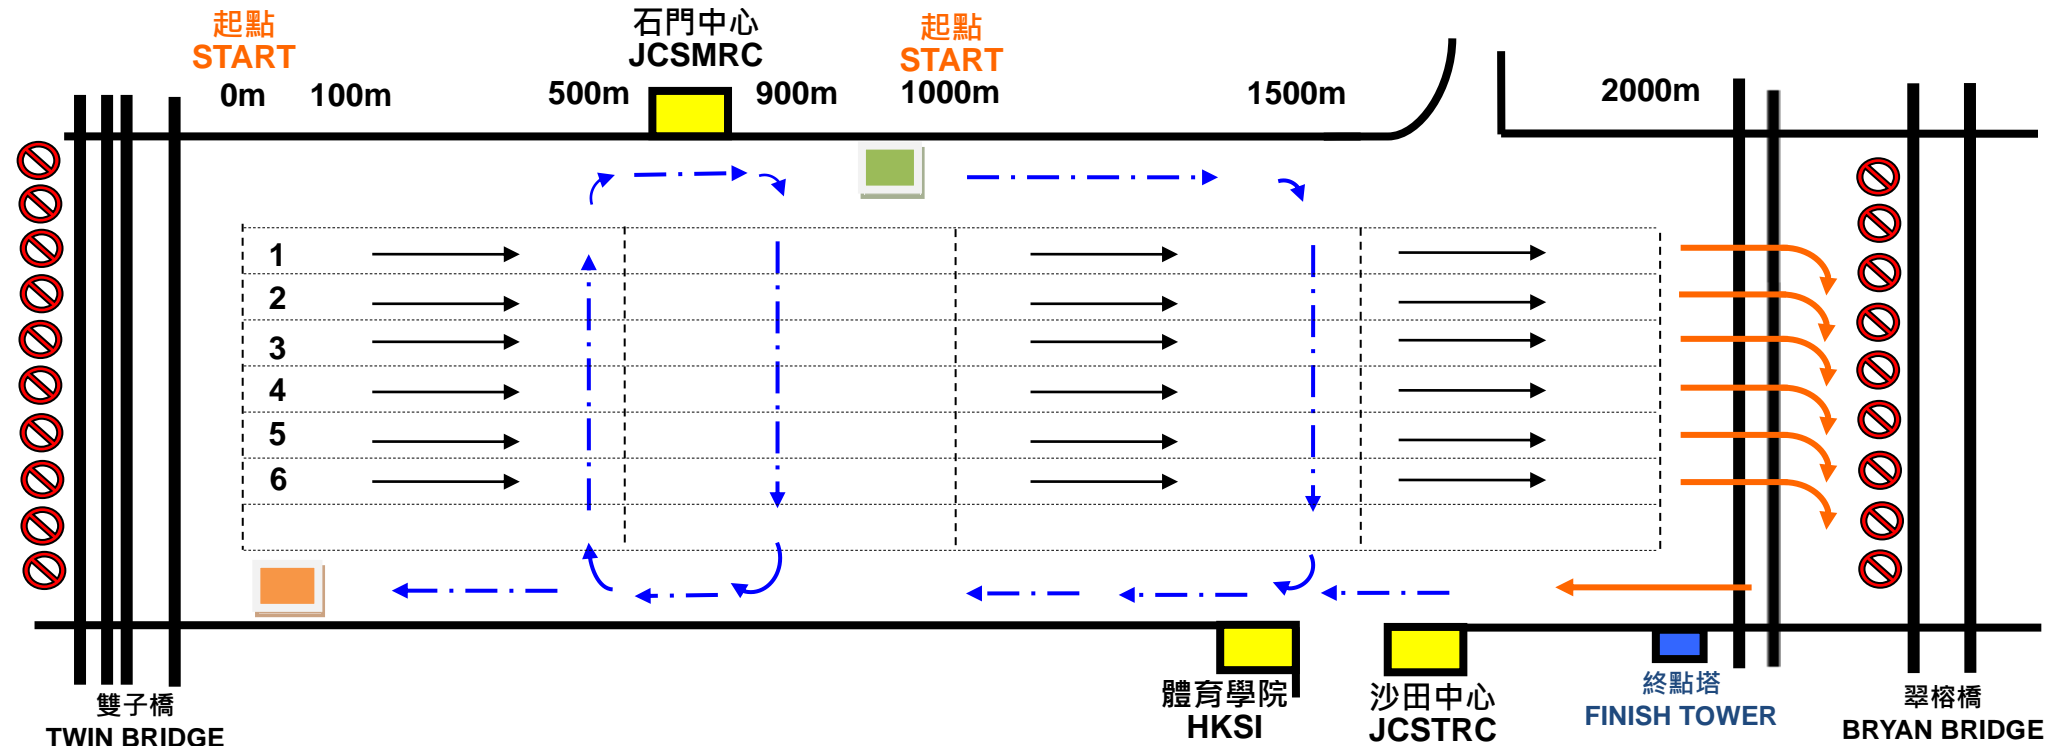 起點
START
石門中心
JCSMRC
起點
START
0m
100m
500m
900m
1000m
1500m
2000m
1
2
3
4
5
6
雙子橋
TWIN BRIDGE
體育學院
HKSI
沙田中心
JCSTRC
終點塔
FINISH TOWER
翠榕橋
BRYAN BRIDGE